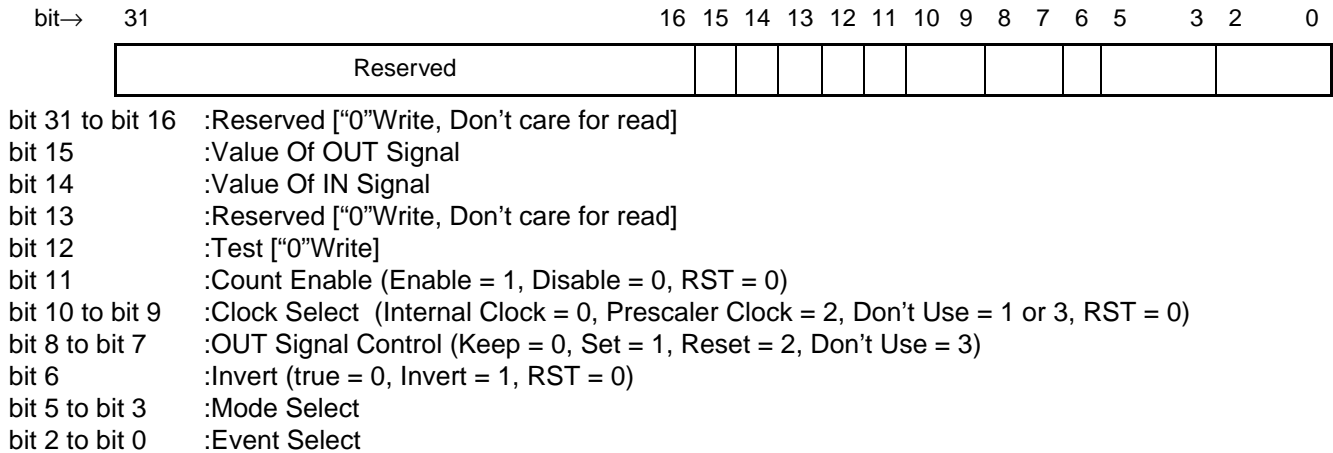 bit→ 31 16 15 14 13 12 11 10 9 8 7 6 5 3 2 0
Reserved
bit 31 to bit 16 :Reserved [“0”Write, Don’t care for read]
bit 15 :Value Of OUT Signal
bit 14 :Value Of IN Signal
bit 13 :Reserved [“0”Write, Don’t care for read]
bit 12 :Test [“0”Write]
bit 11 :Count Enable (Enable = 1, Disable = 0, RST = 0)
bit 10 to bit 9 :Clock Select (Internal Clock = 0, Prescaler Clock = 2, Don’t Use = 1 or 3, RST = 0)
bit 8 to bit 7 :OUT Signal Control (Keep = 0, Set = 1, Reset = 2, Don’t Use = 3)
bit 6 :Invert (true = 0, Invert = 1, RST = 0)
bit 5 to bit 3 :Mode Select
bit 2 to bit 0 :Event Select